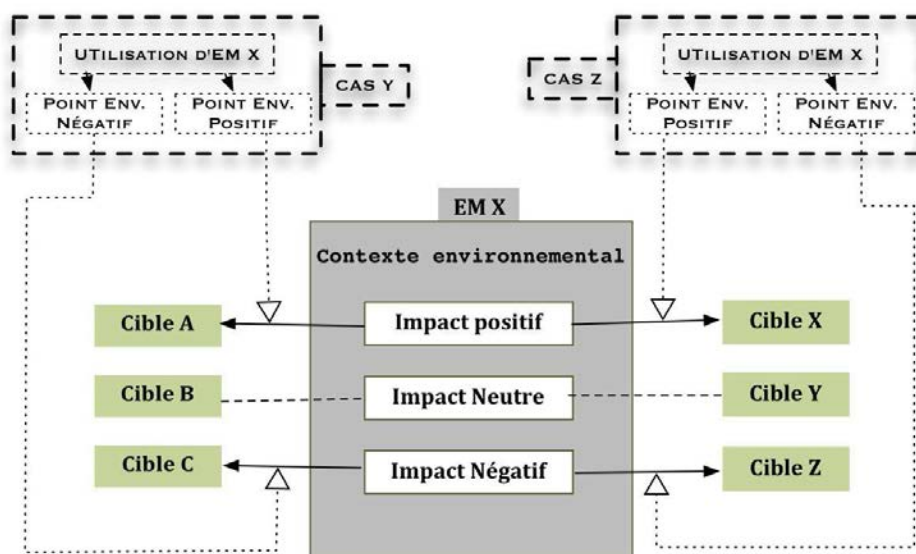 UTILISATION D'EM X
POINT ENV.
NÉGATIF
POINT ENV.
POSITIF
CAS Y
UTILISATION D'EM X
CAS Z
POINT ENV.
POSITIF
POINT ENV.
NÉGATIF
EM X
Contexte environnemental
Cible A
Impact positif
Cible X
Cible B
Impact Neutre
Cible Y
Cible C
Impact Négatif
Cible Z